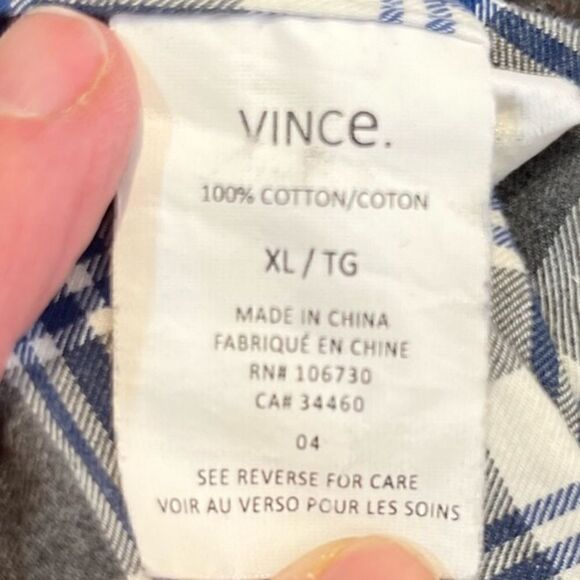 VINCe.
100% COTTON/COTON
XL / TG
MADE IN CHINA
FABRIQUÉ EN CHINE
RN# 106730
CA# 34460
04
SEE REVERSE FOR CARE
VOIR AU VERSO POUR LES SOINS